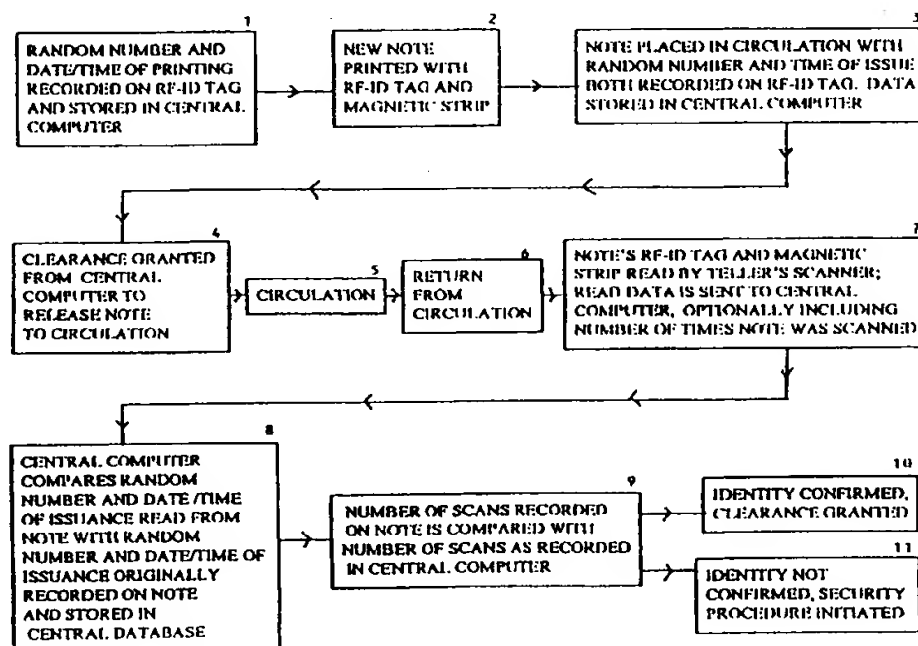 1
RANDOM NUMBER AND
DATE/TIME OF PRINTING
RECORDED ON RF-ID TAG
AND STORED IN CENTRAL
COMPUTER
2
NEW NOTE
PRINTED WITH
RF-ID TAG AND
MAGNETIC STRIP
3
NOTE PLACED IN CIRCULATION WITH
RANDOM NUMBER AND TIME OF ISSUE
BOTH RECORDED ON RF-ID TAG. DATA
STORED IN CENTRAL COMPUTER
4
CLEARANCE GRANTED
FROM CENTRAL
COMPUTER TO
RELEASE NOTE
TO CIRCULATION
5
CIRCULATION
6
RETURN
FROM
CIRCULATION
7
NOTE'S RF-ID TAG AND MAGNETIC
STRIP READ BY TELLER'S SCANNER;
READ DATA IS SENT TO CENTRAL
COMPUTER, OPTIONALLY INCLUDING
NUMBER OF TIMES NOTE WAS SCANNED
8
CENTRAL COMPUTER
COMPARES RANDOM
NUMBER AND DATE/TIME
OF ISSUANCE READ FROM
NOTE WITH RANDOM
NUMBER AND DATE/TIME OF
ISSUANCE ORIGINALLY
RECORDED ON NOTE
AND STORED IN
CENTRAL DATABASE
9
NUMBER OF SCANS RECORDED
ON NOTE IS COMPARED WITH
NUMBER OF SCANS AS RECORDED
IN CENTRAL COMPUTER
10
IDENTITY CONFIRMED,
CLEARANCE GRANTED
11
IDENTITY NOT
CONFIRMED, SECURITY
PROCEDURE INITIATED